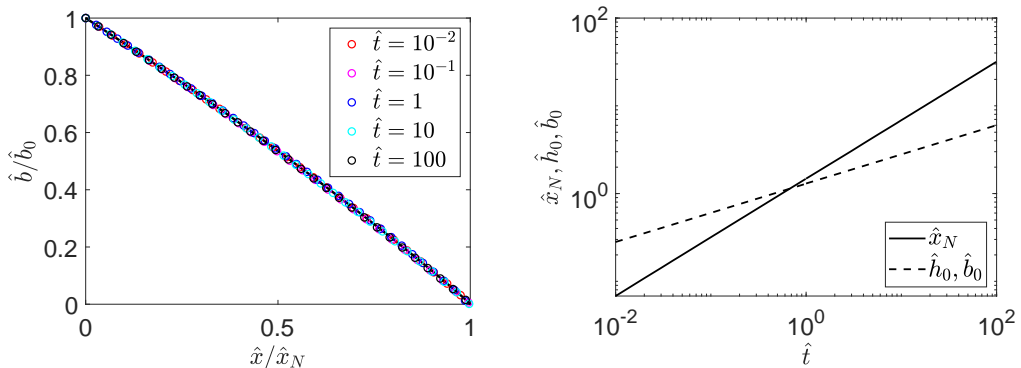 1
0.8
0.6
0.4
0.2
0
0
0.5
1
b̂/b̂₀
x̂/x̂_N
t̂ = 10⁻²
t̂ = 10⁻¹
t̂ = 1
t̂ = 10
t̂ = 100
10²
10⁰
10⁻²
10⁰
10²
x̂_N, ĥ₀, b̂₀
t̂
x̂_N
ĥ₀, b̂₀